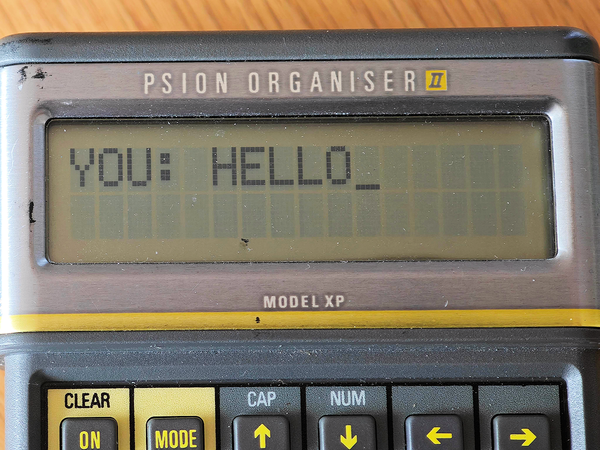 PSION ORGANISER II
YOU: HELLO_
MODEL XP
CLEAR CAP NUM
ON MODE ↑ ↓ ← →